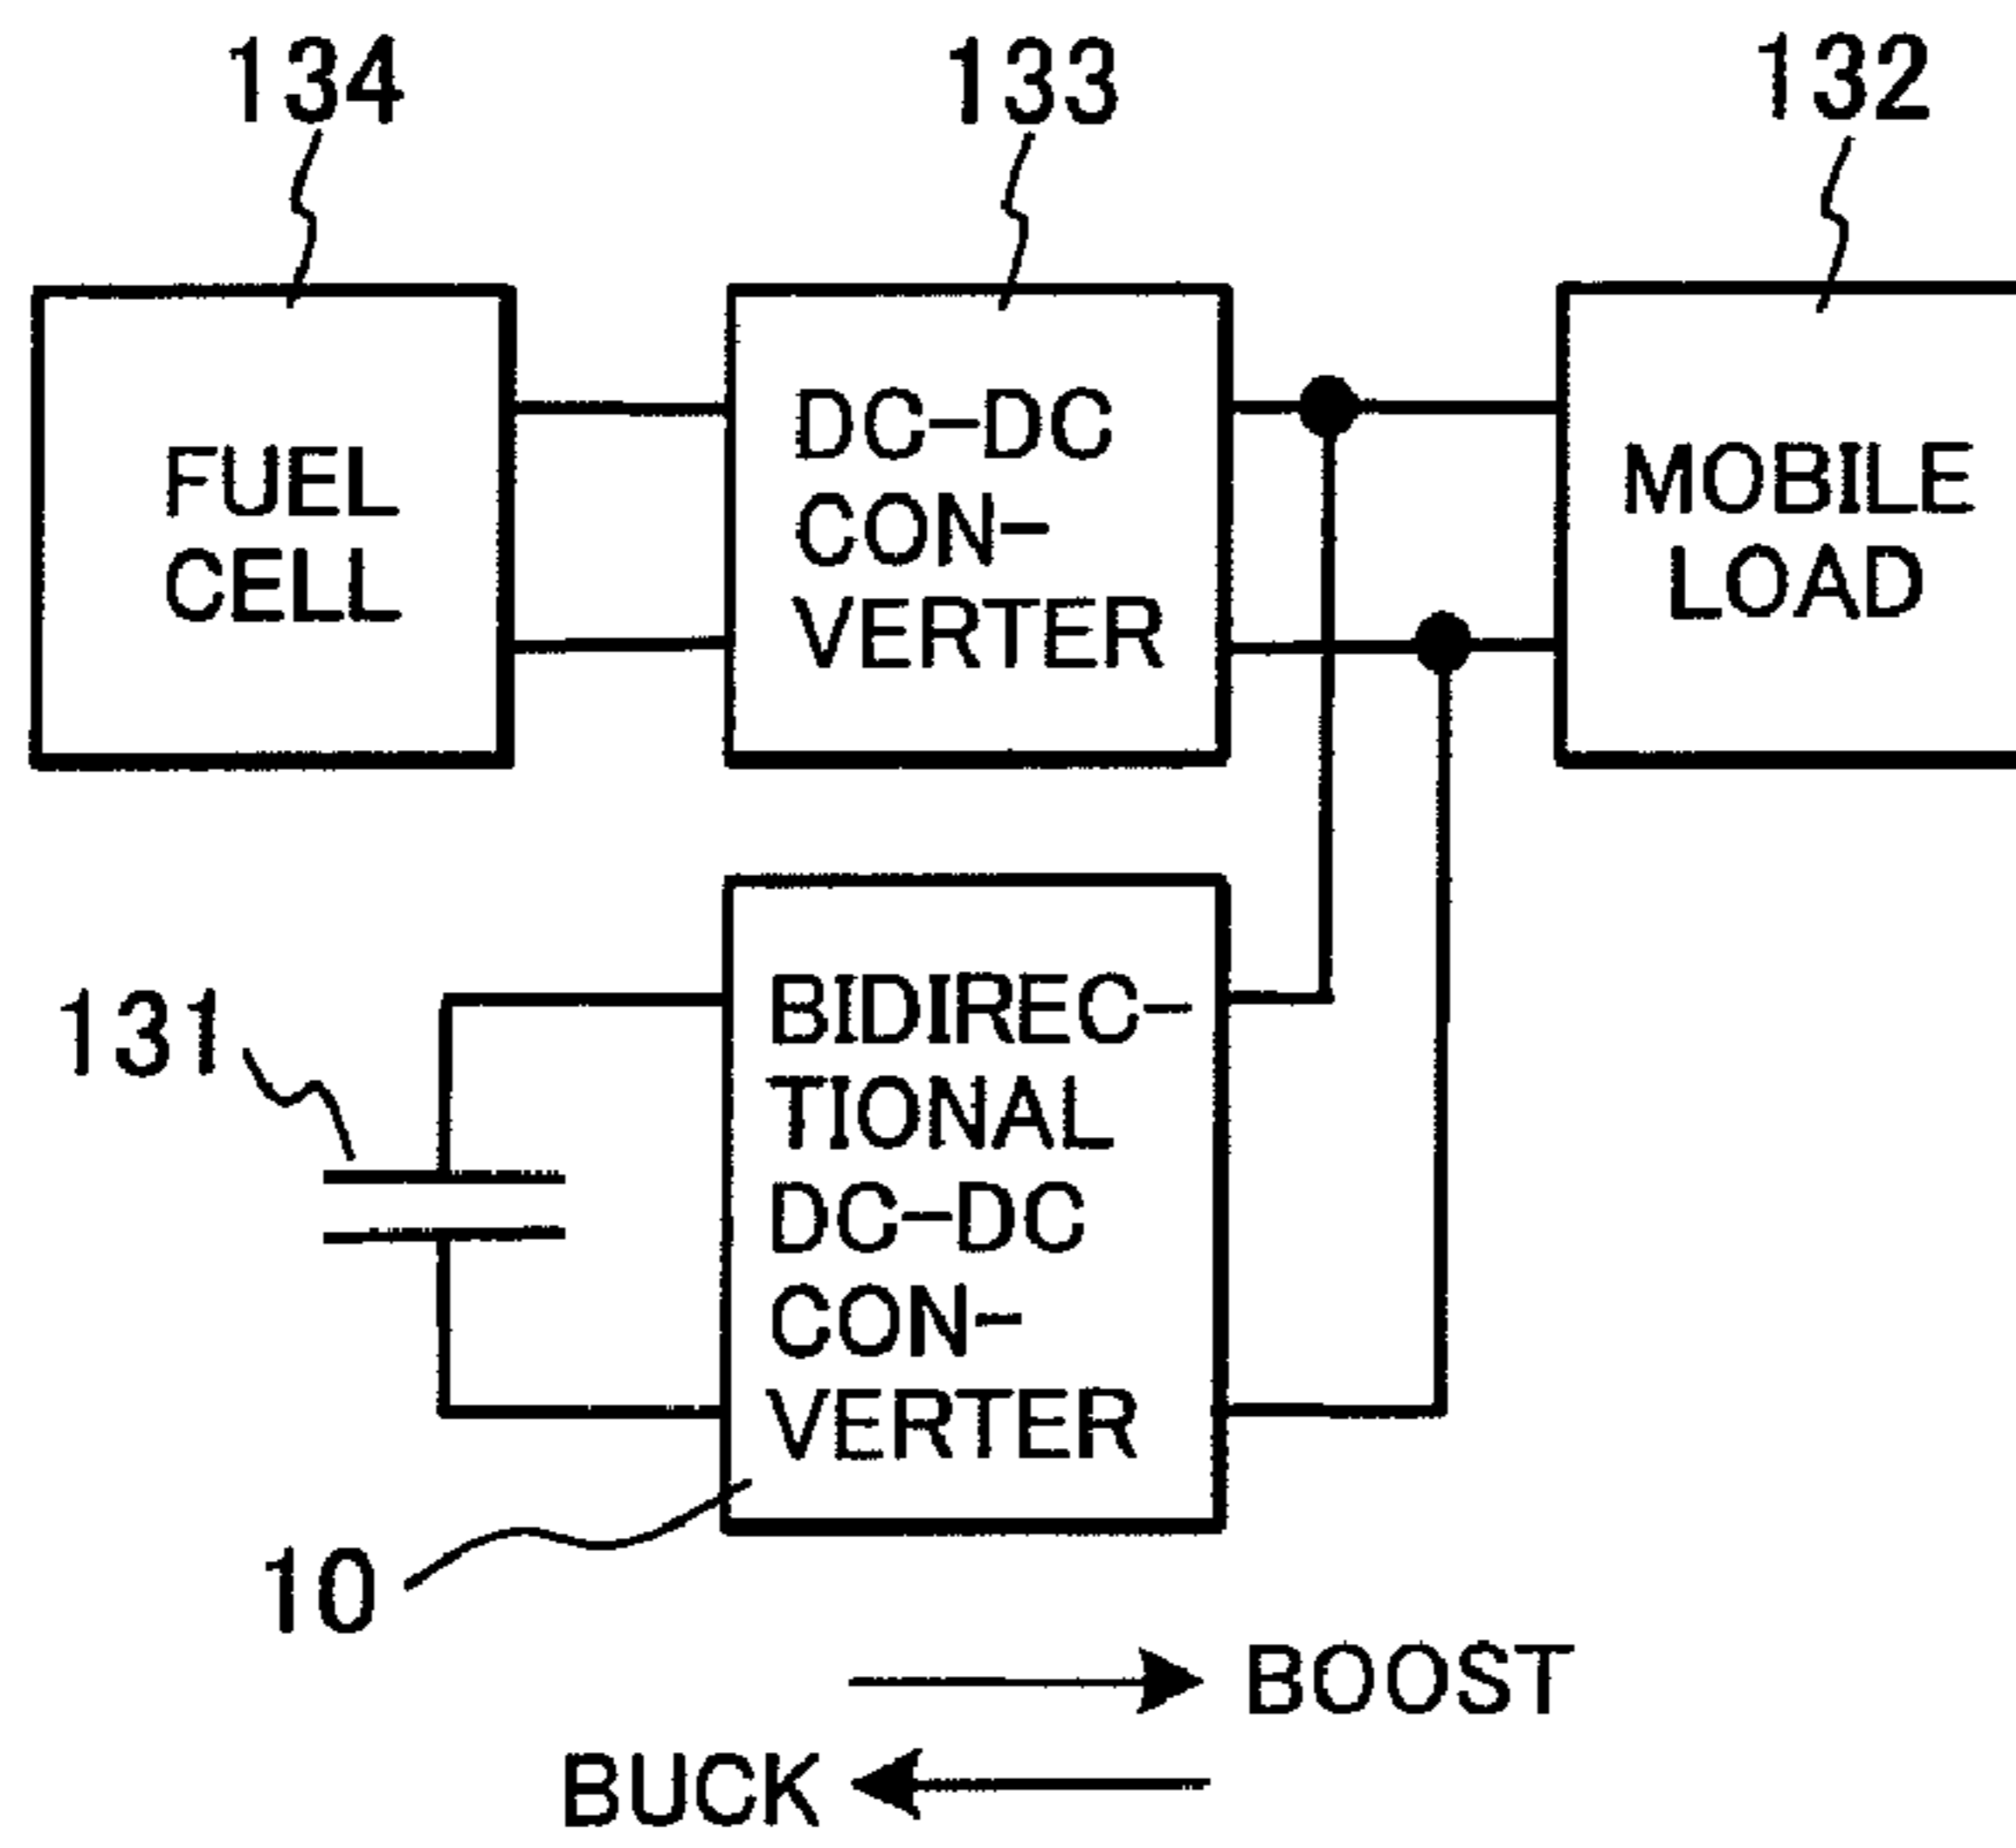 134
133
132
FUEL
CELL
DC-DC
CON-
VERTER
MOBILE
LOAD
131
BIDIREC-
TIONAL
DC-DC
CON-
VERTER
10
BOOST
BUCK